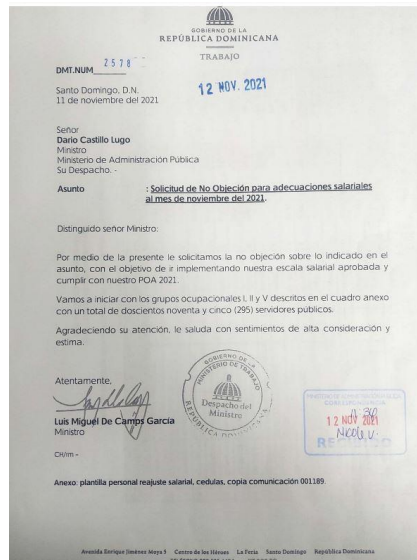 GOBIERNO DE LA
REPÚBLICA DOMINICANA
TRABAJO
DMT.NUM 2578
12 NOV. 2021
Santo Domingo, D.N.
11 de noviembre del 2021
Señor
Dario Castillo Lugo
Ministro
Ministerio de Administración Pública
Su Despacho. -
Asunto : Solicitud de No Objeción para adecuaciones salariales
al mes de noviembre del 2021.
Distinguido señor Ministro:
Por medio de la presente le solicitamos la no objeción sobre lo indicado en el
asunto, con el objetivo de ir implementando nuestra escala salarial aprobada y
cumplir con nuestro POA 2021.
Vamos a iniciar con los grupos ocupacionales I, II y V descritos en el cuadro anexo
con un total de doscientos noventa y cinco (295) servidores públicos.
Agradeciendo su atención, le saluda con sentimientos de alta consideración y
estima.
Atentamente,
Luis Miguel De Camps García
Ministro
GOBIERNO DE LA
MINISTERIO DE TRABAJO
Despacho del
Ministro
REPÚBLICA DOMINICANA
12 NOV 2021
Nicole V.
RECIBIDO
CH/rm -
Anexo: plantilla personal reajuste salarial, cedulas, copia comunicación 001189.
Avenida Enrique Jiménez Moya 5 Centro de los Héroes La Feria Santo Domingo República Dominicana